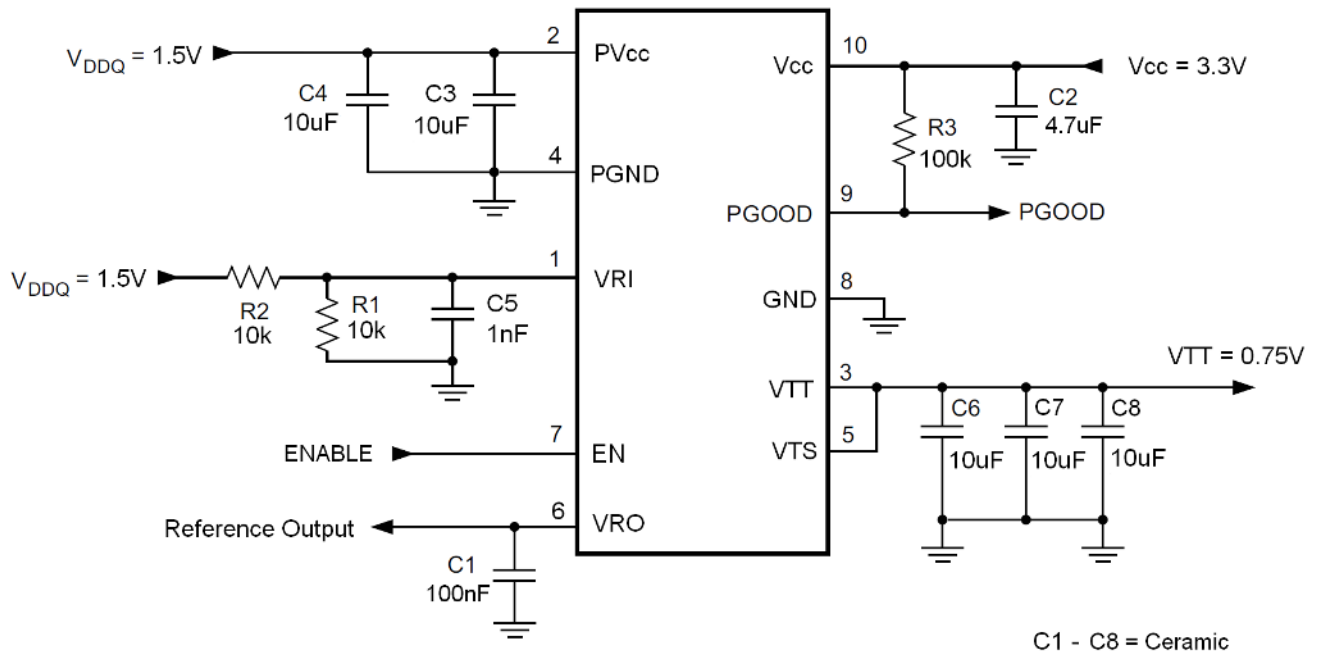 V_DDQ = 1.5V
C4
10uF
C3
10uF
2
PVcc
4
PGND
V_DDQ = 1.5V
R2
10k
R1
10k
C5
1nF
1
VRI
ENABLE
7
EN
Reference Output
6
VRO
C1
100nF
Vcc
10
Vcc = 3.3V
R3
100k
C2
4.7uF
PGOOD
9
PGOOD
GND
8
VTT
3
VTT = 0.75V
VTS
5
C6
10uF
C7
10uF
C8
10uF
C1 - C8 = Ceramic